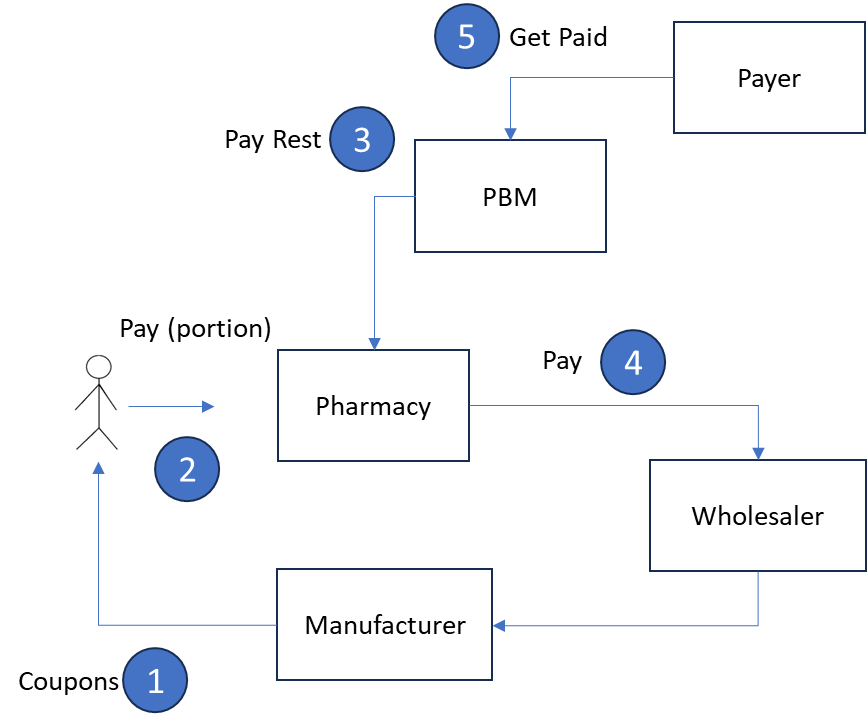 5 Get Paid
Payer
Pay Rest 3
PBM
Pay (portion)
Pay 4
Pharmacy
2
Wholesaler
Manufacturer
Coupons 1